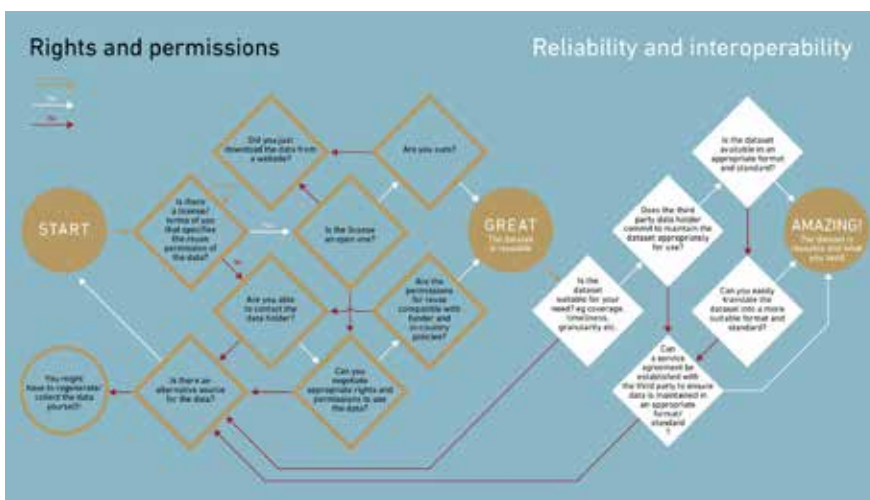 Rights and permissions
Reliability and interoperability
Yes
No
START
Is there
a license/
terms of use
that specifies
the reuse
permission of
the data?
Yes
No
Did you just
download the data from
a website?
Are you sure?
Is the license
an open one?
GREAT
The dataset
is reusable
Are you able
to contact the
data holder?
Are the
permissions
for reuse
compatible with
funder and
in-country
policies?
Can you
negotiate
appropriate rights and
permissions to use
the data?
Is there an
alternative source
for the data?
You might
have to regenerate/
collect the data
yourself!
Is the
dataset
suitable for your
need? eg coverage,
timeliness,
granularity etc.
Does the third
party data holder
commit to maintain the
dataset appropriately
for use?
Is the dataset
available in an
appropriate format
and standard?
AMAZING!
The dataset is
reusable and what
you need
Can you easily
translate the
dataset into a more
suitable format and
standard?
Can
a service
agreement be
established with
the third party to ensure
data is maintained in
an appropriate
format/
standard
?